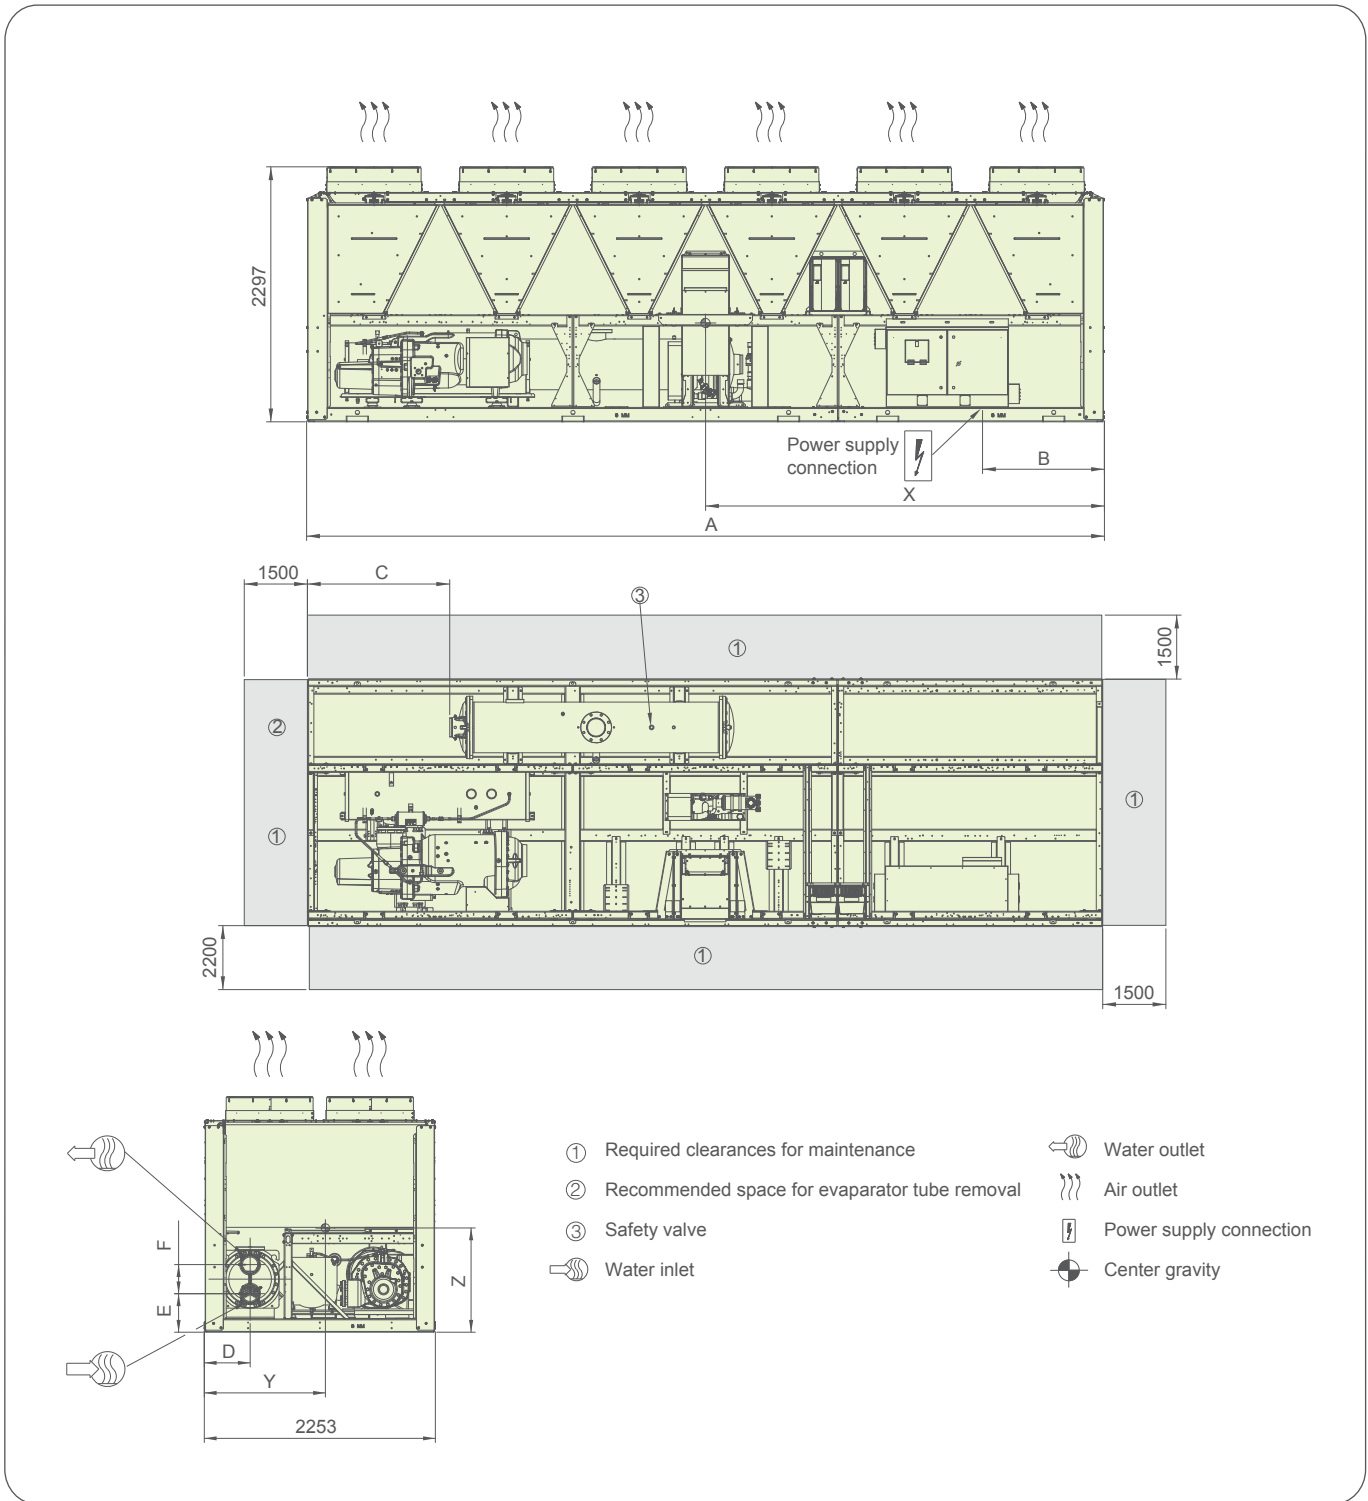 2297
Power supply
connection
B
X
A
1500
C
③
①
1500
②
①
①
2200
①
1500
F
E
Z
D
Y
2253
① Required clearances for maintenance
② Recommended space for evaparator tube removal
③ Safety valve
Water inlet
Water outlet
Air outlet
Power supply connection
Center gravity